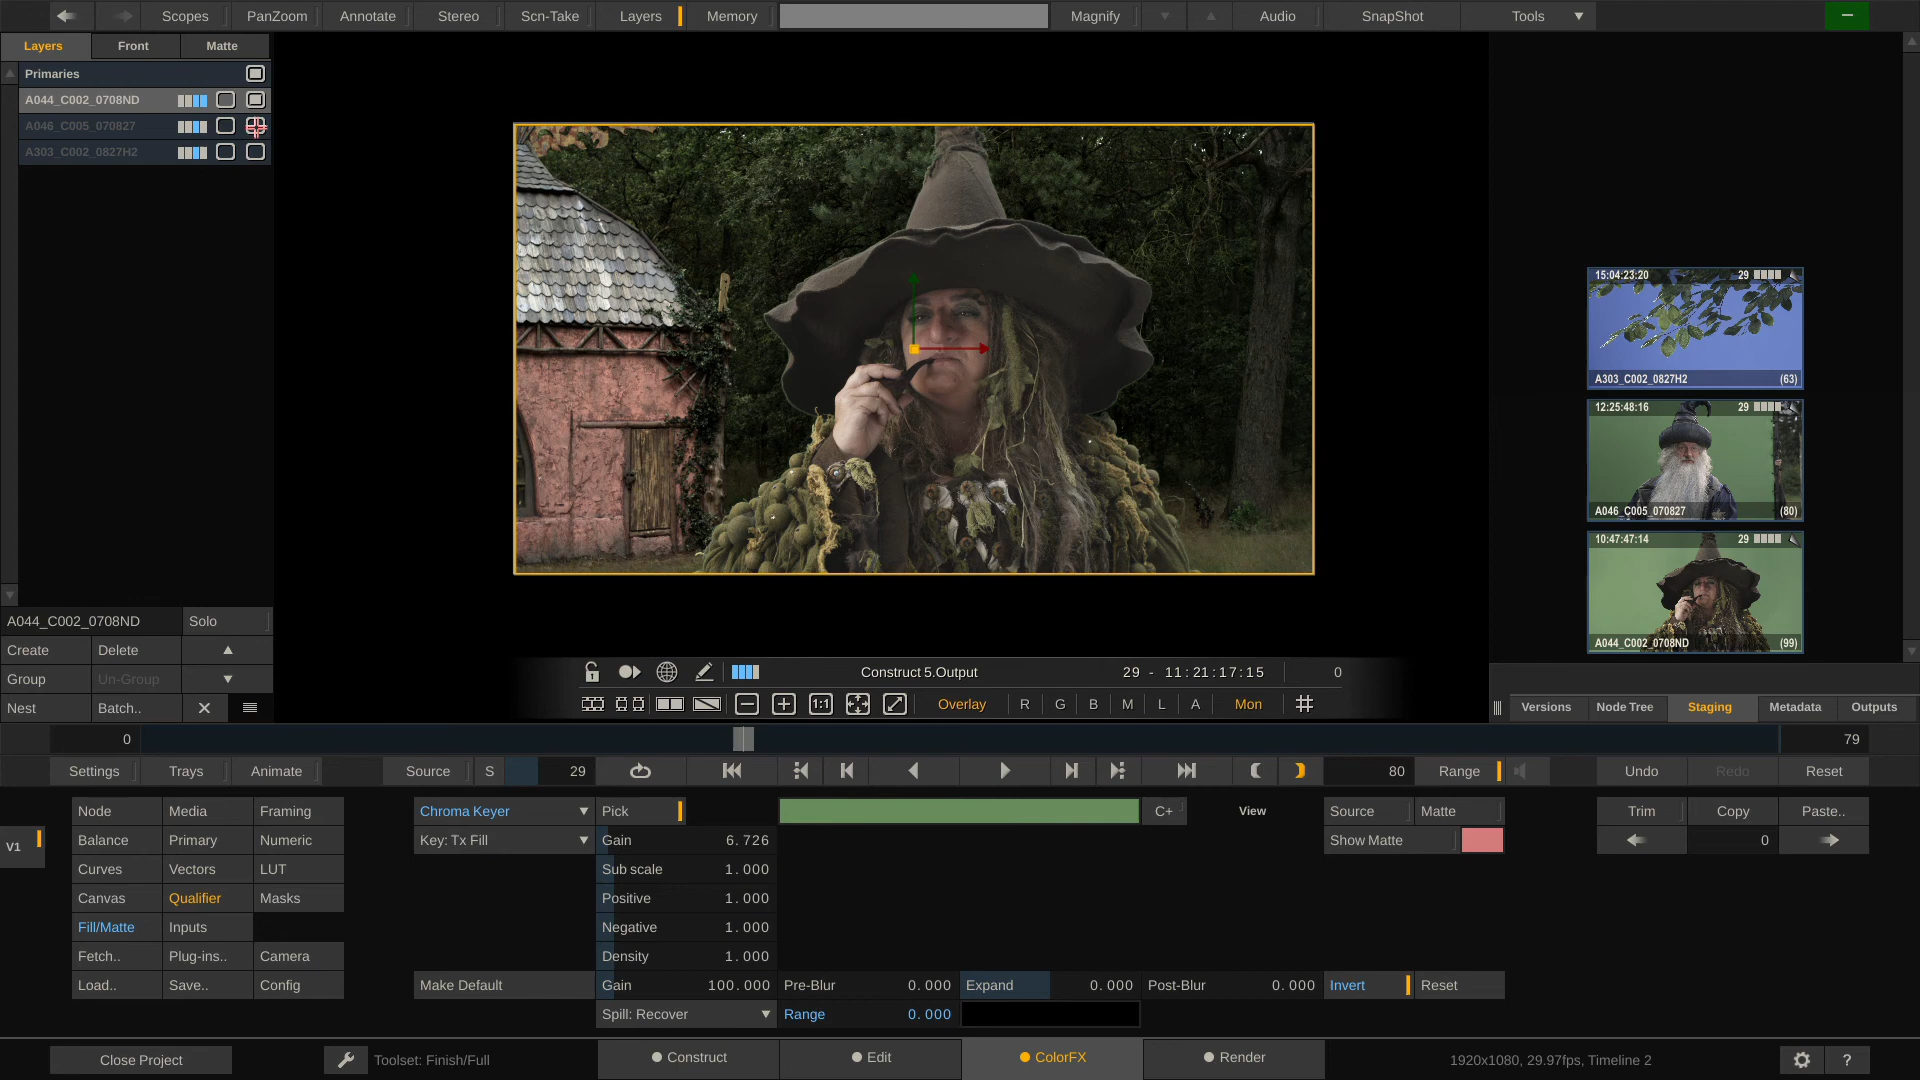 Scopes PanZoom Annotate Stereo Scn-Take Layers Memory Magnify Audio SnapShot Tools
Layers Front Matte
Primaries
A044_C002_0708ND
A046_C005_070827
A303_C002_0827H2
15:04:23:20 29
A303_C002_0827H2 (63)
12:25:48:16 29
A046_C005_070827 (80)
10:47:47:14 29
A044_C002_0708ND (99)
A044_C002_0708ND Solo
Create Delete
Group Un-Group
Nest Batch..
Construct 5.Output 29 - 11:21:17:15 0
1:1 Overlay R G B M L A Mon
Versions Node Tree Staging Metadata Outputs
0 79
Settings Trays Animate Source S 29 80 Range Undo Redo Reset
V1
Node Media Framing
Balance Primary Numeric
Curves Vectors LUT
Canvas Qualifier Masks
Fill/Matte Inputs
Fetch.. Plug-ins.. Camera
Load.. Save.. Config
Chroma Keyer Pick C+ View Source Matte
Key: Tx Fill Gain 6.726 Show Matte
Sub scale 1.000
Positive 1.000
Negative 1.000
Density 1.000
Make Default Gain 100.000 Pre-Blur 0.000 Expand 0.000 Post-Blur 0.000 Invert Reset
Spill: Recover Range 0.000
Trim Copy Paste..
0
Close Project Toolset: Finish/Full Construct Edit ColorFX Render 1920x1080, 29.97fps, Timeline 2 ?